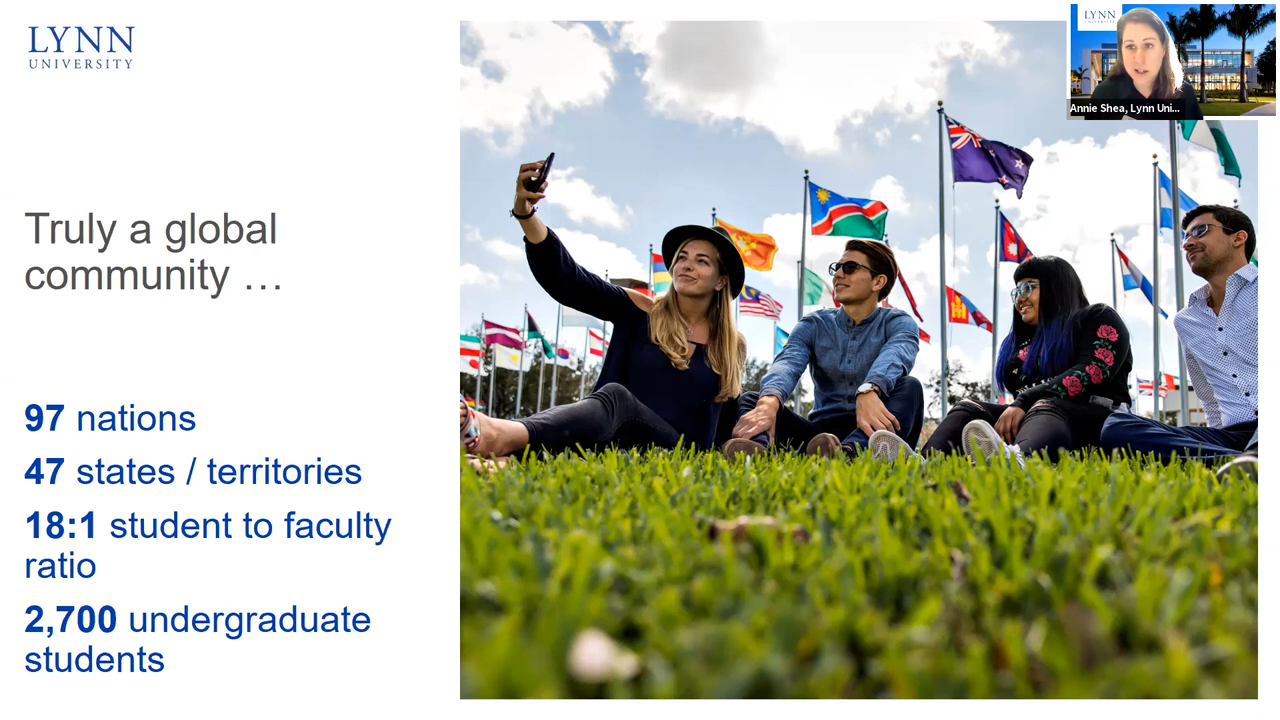 LYNN
UNIVERSITY
Truly a global
community …
97 nations
47 states / territories
18:1 student to faculty
ratio
2,700 undergraduate
students
LYNN
UNIVERSITY
Annie Shea, Lynn Uni...